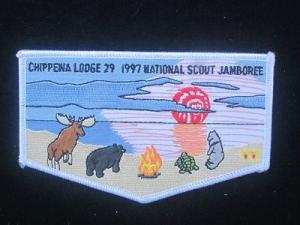 CHIPPENA LODGE 29 1997 NATIONAL SCOUT JAMBOREE